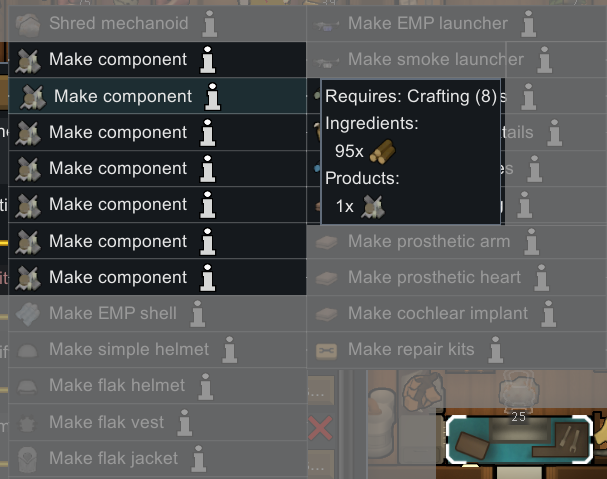 Shred mechanoid
Make component
Make component
Make component
Make component
Make component
Make component
Make component
Make EMP shell
Make simple helmet
Make flak helmet
Make flak vest
Make flak jacket
Make EMP launcher
Make smoke launcher
Requires: Crafting (8)
Ingredients:
95x
Products:
1x
Make prosthetic arm
Make prosthetic heart
Make cochlear implant
Make repair kits
25